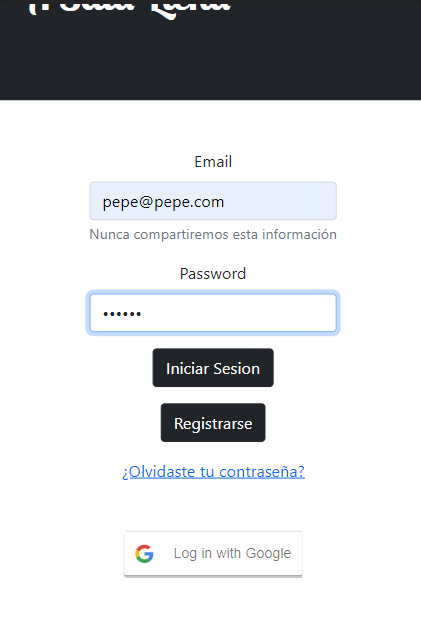 Email
pepe@pepe.com
Nunca compartiremos esta información
Password
••••••
Iniciar Sesion
Registrarse
¿Olvidaste tu contraseña?
Log in with Google